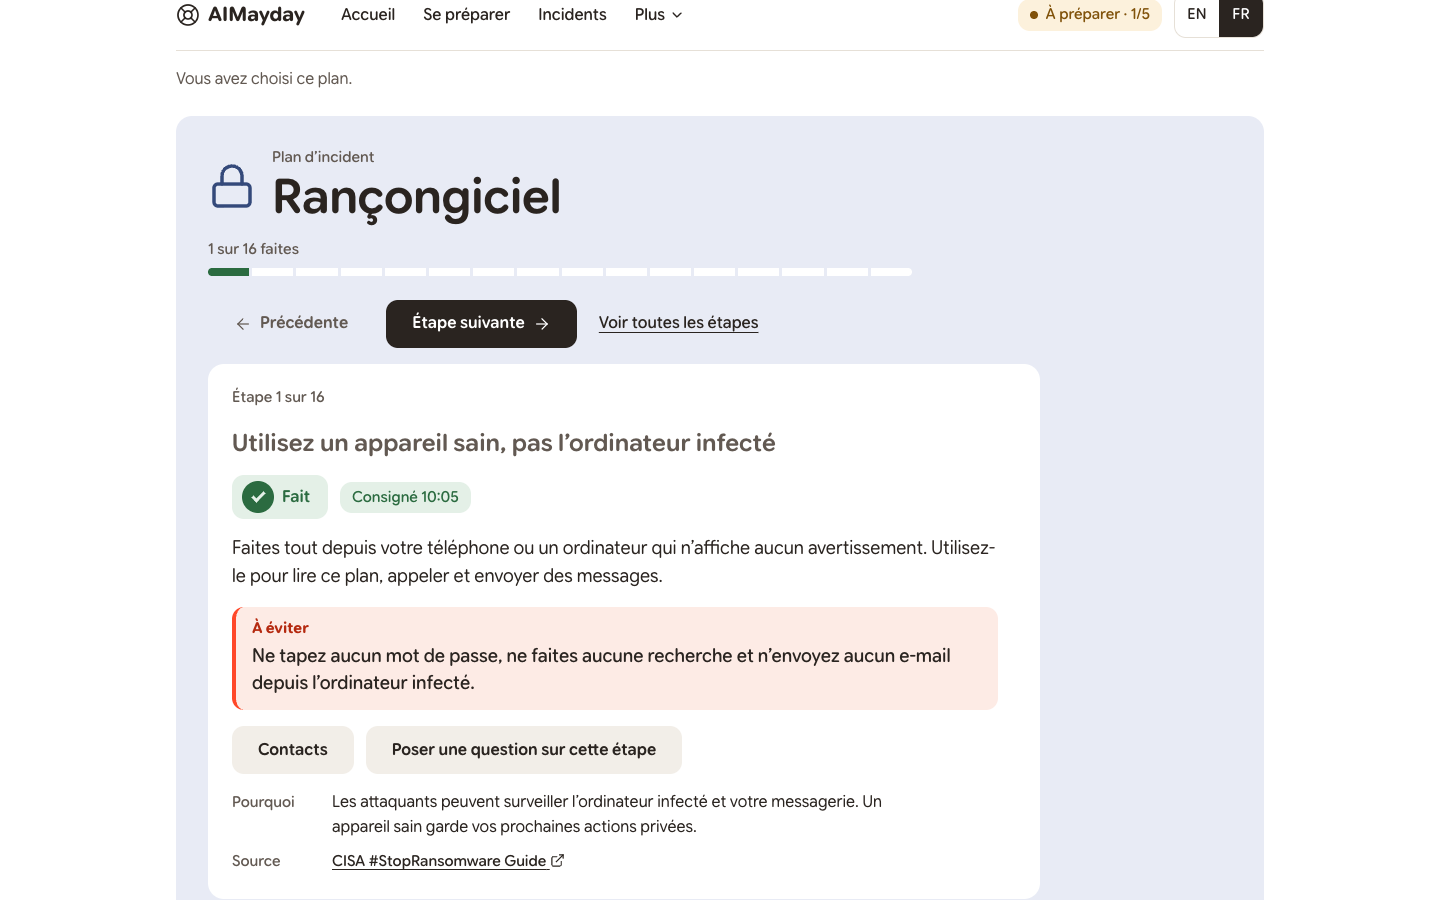 AIMayday
Accueil
Se préparer
Incidents
Plus
À préparer · 1/5
EN
FR
Vous avez choisi ce plan.
Plan d’incident
Rançongiciel
1 sur 16 faites
Précédente
Étape suivante
Voir toutes les étapes
Étape 1 sur 16
Utilisez un appareil sain, pas l’ordinateur infecté
Fait
Consigné 10:05
Faites tout depuis votre téléphone ou un ordinateur qui n’affiche aucun avertissement. Utilisez-
le pour lire ce plan, appeler et envoyer des messages.
À éviter
Ne tapez aucun mot de passe, ne faites aucune recherche et n’envoyez aucun e-mail
depuis l’ordinateur infecté.
Contacts
Poser une question sur cette étape
Pourquoi
Les attaquants peuvent surveiller l’ordinateur infecté et votre messagerie. Un
appareil sain garde vos prochaines actions privées.
Source
CISA #StopRansomware Guide